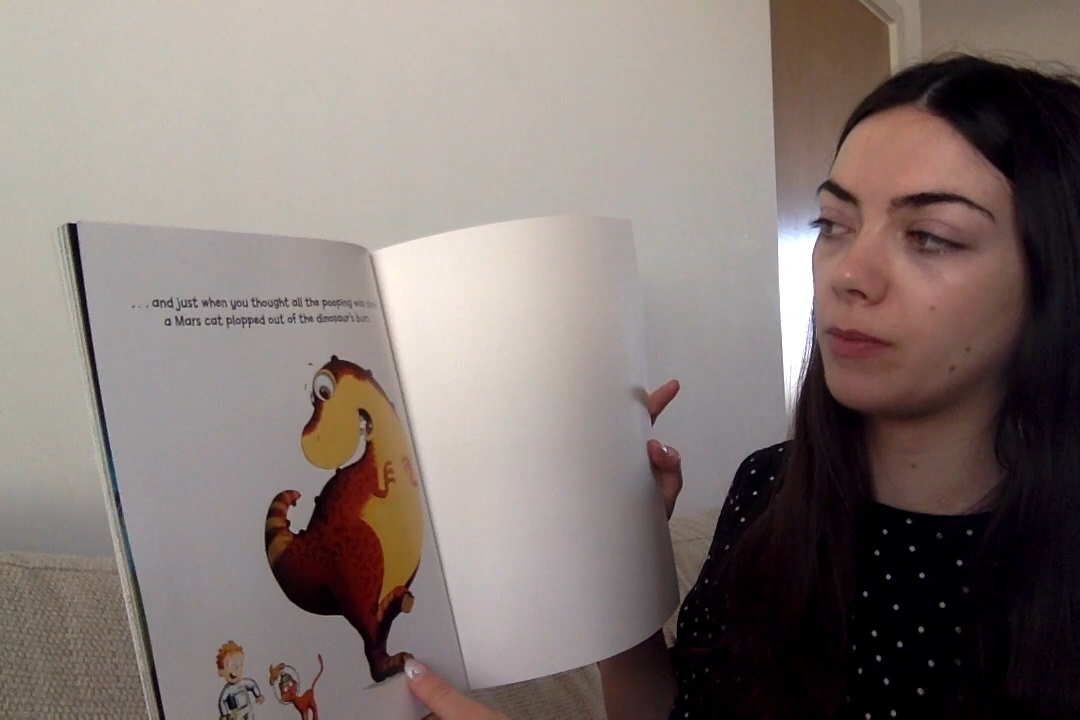 . . . and just when you thought all the pooping was
a Mars cat plopped out of the dinosaur's bum.